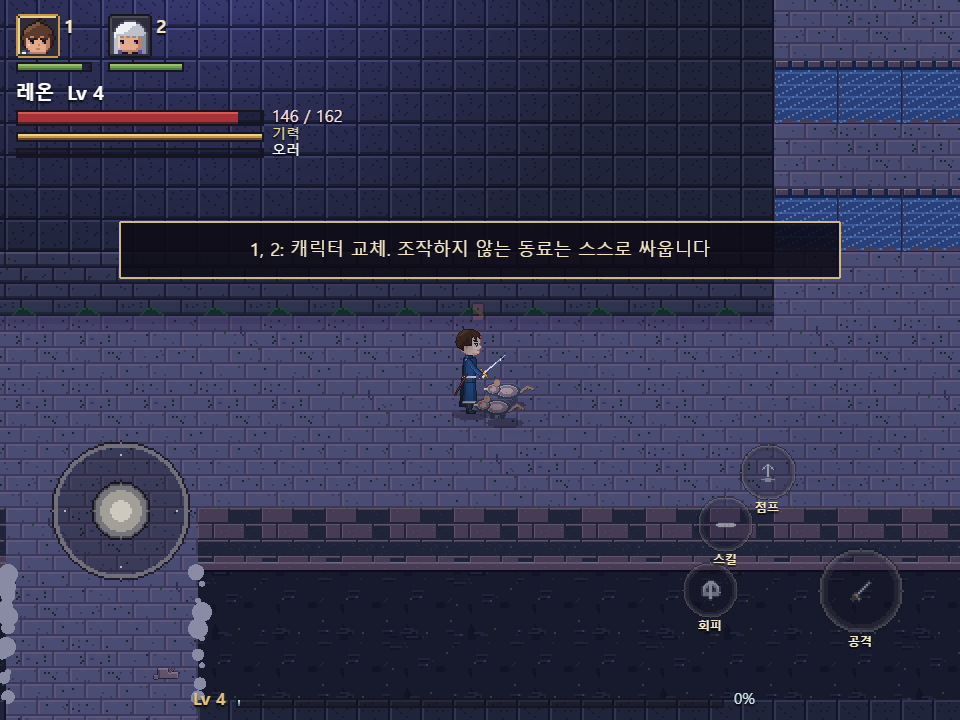 1
2
레온 Lv 4
146 / 162
기력
오러
1, 2: 캐릭터 교체. 조작하지 않는 동료는 스스로 싸웁니다
3
점프
스킬
회피
공격
Lv 4
0%